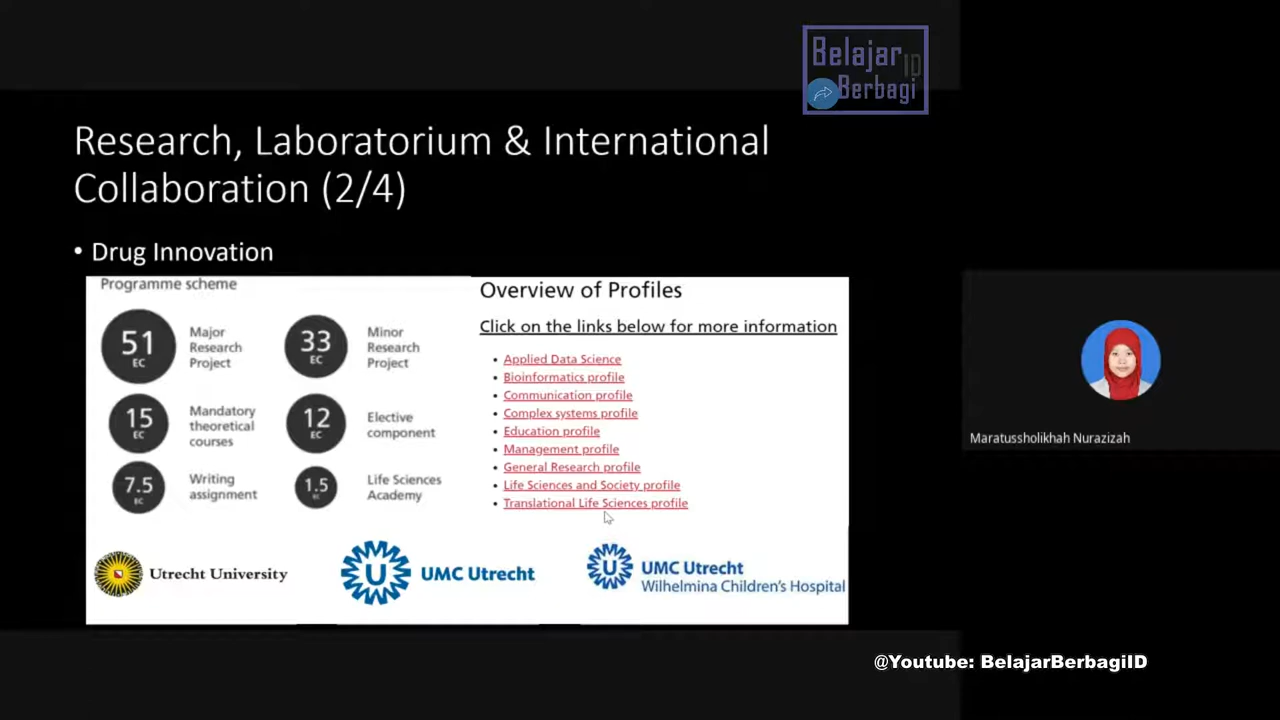 Belajar
ID
Berbagi
Research, Laboratorium & International
Collaboration (2/4)
• Drug Innovation
Programme scheme
51
EC
Major
Research
Project
33
EC
Minor
Research
Project
15
EC
Mandatory
theoretical
courses
12
EC
Elective
component
7.5
EC
Writing
assignment
1.5
EC
Life Sciences
Academy
Overview of Profiles
Click on the links below for more information
• Applied Data Science
• Bioinformatics profile
• Communication profile
• Complex systems profile
• Education profile
• Management profile
• General Research profile
• Life Sciences and Society profile
• Translational Life Sciences profile
Utrecht University
UMC Utrecht
UMC Utrecht
Wilhelmina Children's Hospital
Maratussholikhah Nurazizah
@Youtube: BelajarBerbagiID